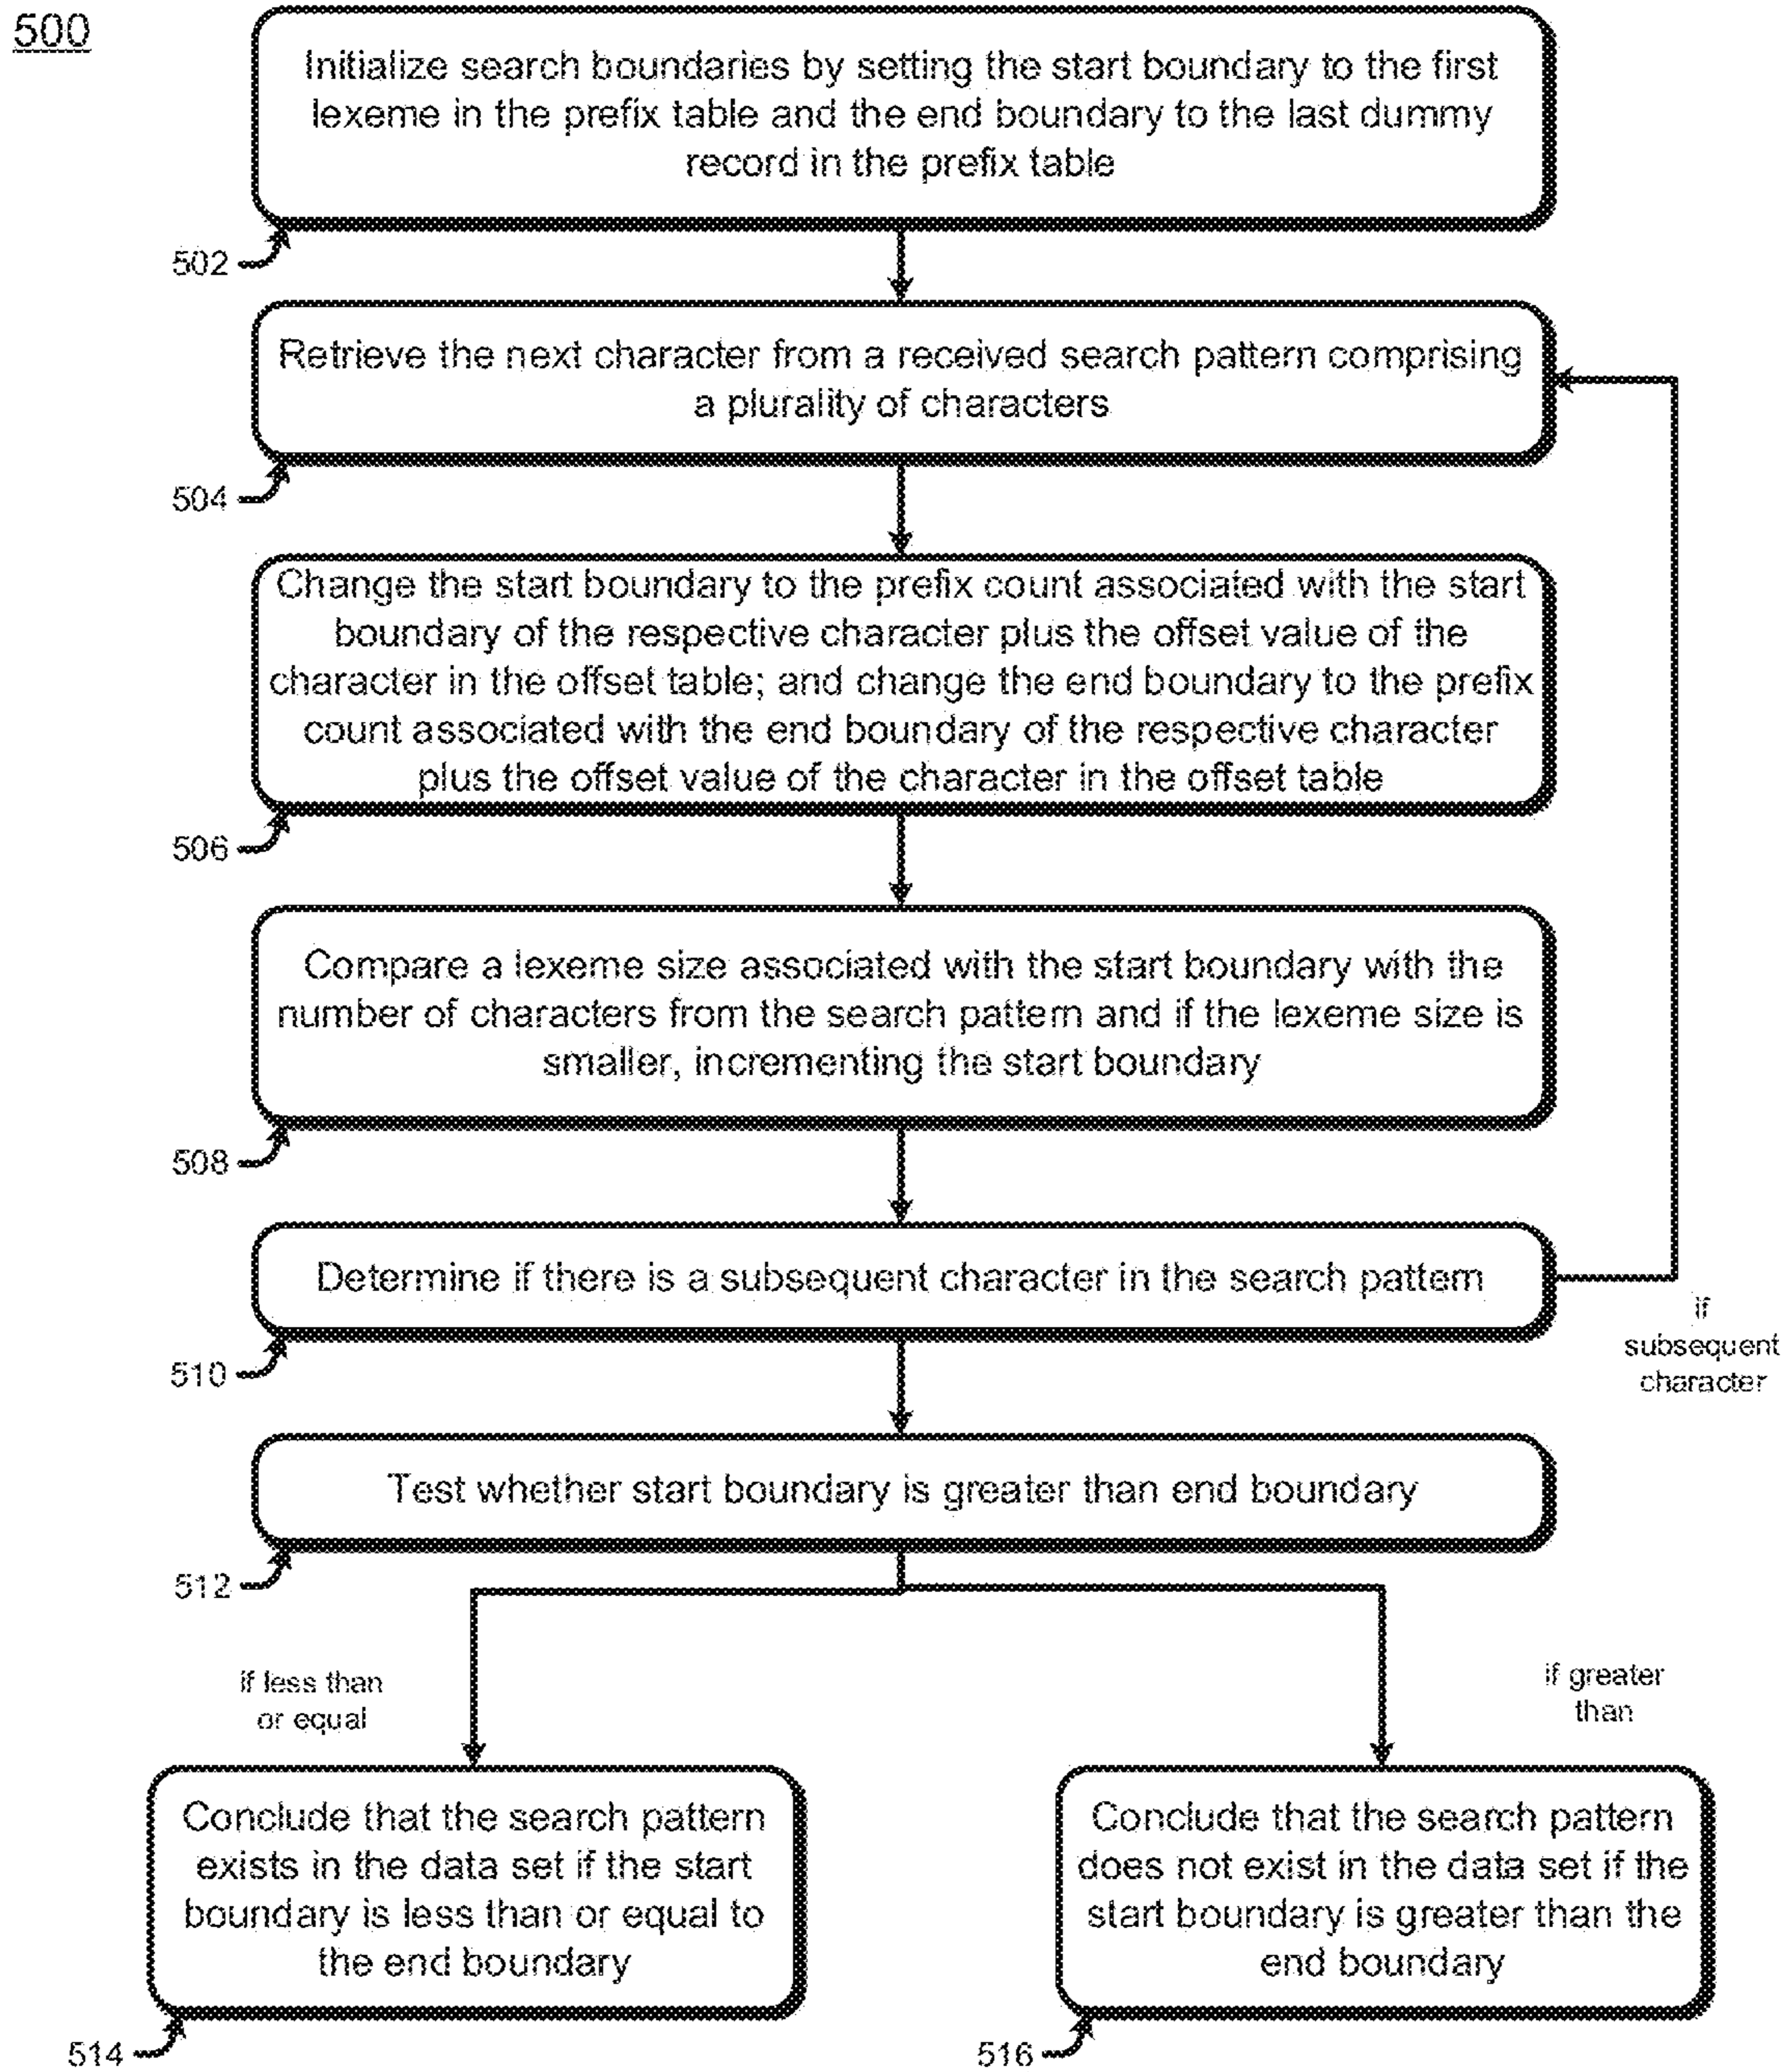 500
Initialize search boundaries by setting the start boundary to the first
lexeme in the prefix table and the end boundary to the last dummy
record in the prefix table
502
Retrieve the next character from a received search pattern comprising
a plurality of characters
504
Change the start boundary to the prefix count associated with the start
boundary of the respective character plus the offset value of the
character in the offset table; and change the end boundary to the prefix
count associated with the end boundary of the respective character
plus the offset value of the character in the offset table
506
Compare a lexeme size associated with the start boundary with the
number of characters from the search pattern and if the lexeme size is
smaller, incrementing the start boundary
508
Determine if there is a subsequent character in the search pattern
if
subsequent
character
510
Test whether start boundary is greater than end boundary
512
if less than
or equal
if greater
than
Conclude that the search pattern
exists in the data set if the start
boundary is less than or equal to
the end boundary
514
Conclude that the search pattern
does not exist in the data set if the
start boundary is greater than the
end boundary
516